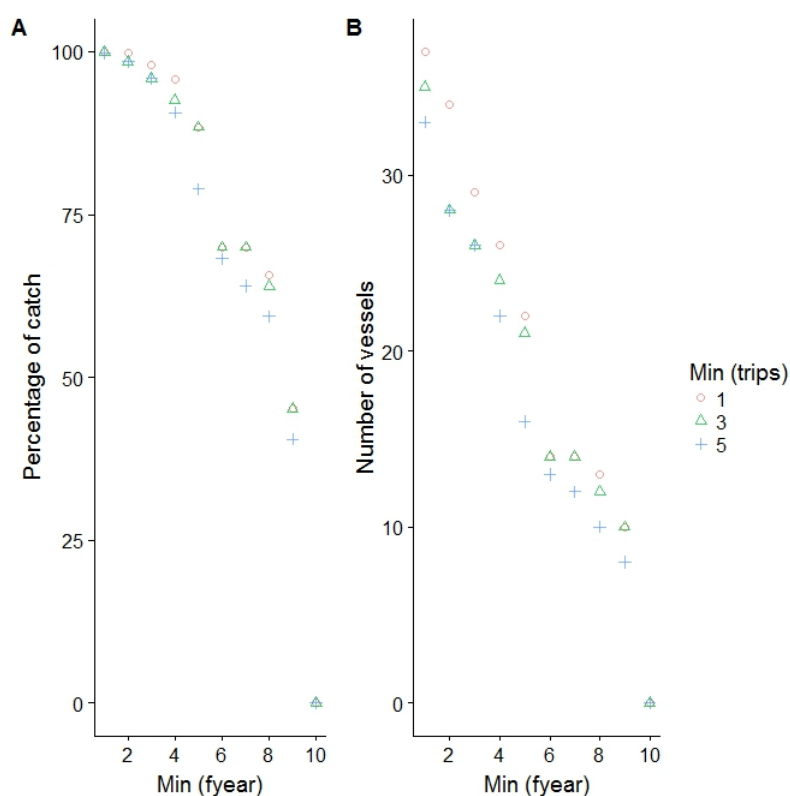 A
Percentage of catch
100
75
50
25
0
2 4 6 8 10
Min (fyear)
B
Number of vessels
30
20
10
0
2 4 6 8 10
Min (fyear)
Min (trips)
1
3
5